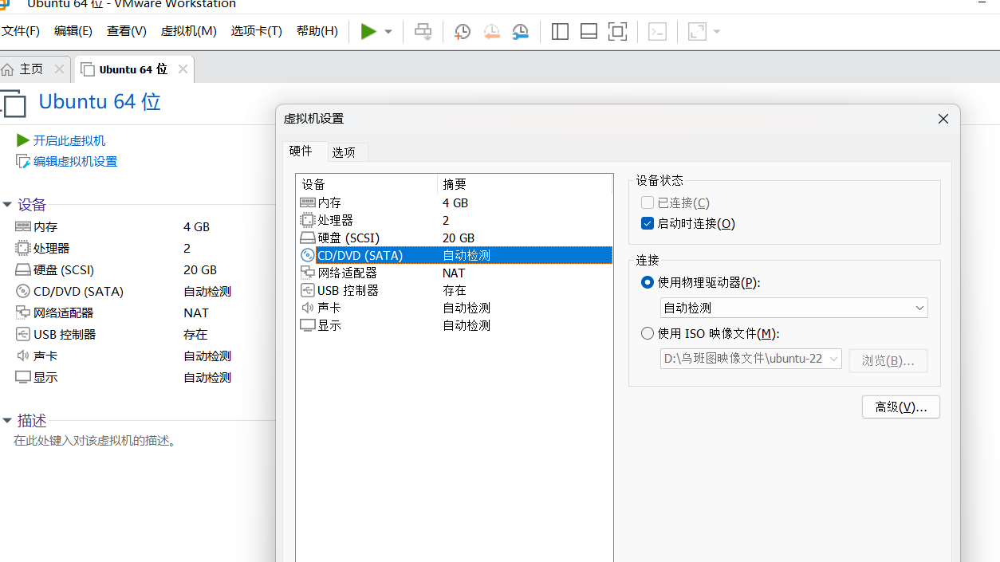 Ubuntu 64 位 - VMware Workstation
文件(F) 编辑(E) 查看(V) 虚拟机(M) 选项卡(T) 帮助(H)
主页 Ubuntu 64 位
Ubuntu 64 位
开启此虚拟机
编辑虚拟机设置
设备
内存 4 GB
处理器 2
硬盘 (SCSI) 20 GB
CD/DVD (SATA) 自动检测
网络适配器 NAT
USB 控制器 存在
声卡 自动检测
显示 自动检测
描述
在此处键入对该虚拟机的描述。
虚拟机设置
硬件 选项
设备 摘要
内存 4 GB
处理器 2
硬盘 (SCSI) 20 GB
CD/DVD (SATA) 自动检测
网络适配器 NAT
USB 控制器 存在
声卡 自动检测
显示 自动检测
设备状态
已连接(C)
启动时连接(O)
连接
使用物理驱动器(P):
自动检测
使用 ISO 映像文件(M):
D:\乌班图映像文件\ubuntu-22
浏览(B)...
高级(V)...